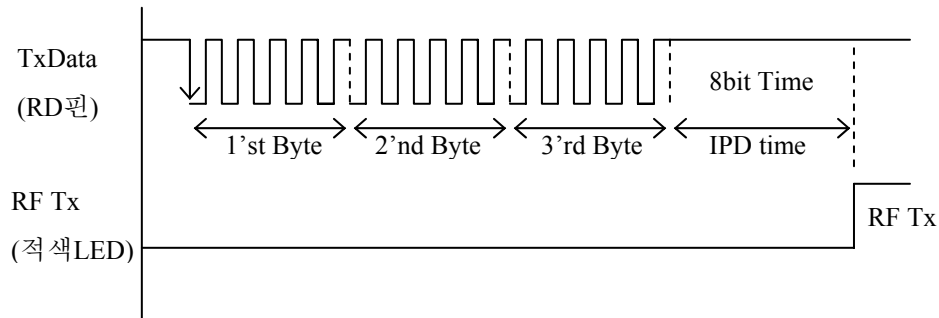 TxData
(RD핀)
8bit Time
1’st Byte
2’nd Byte
3’rd Byte
IPD time
RF Tx
(적색LED)
RF Tx